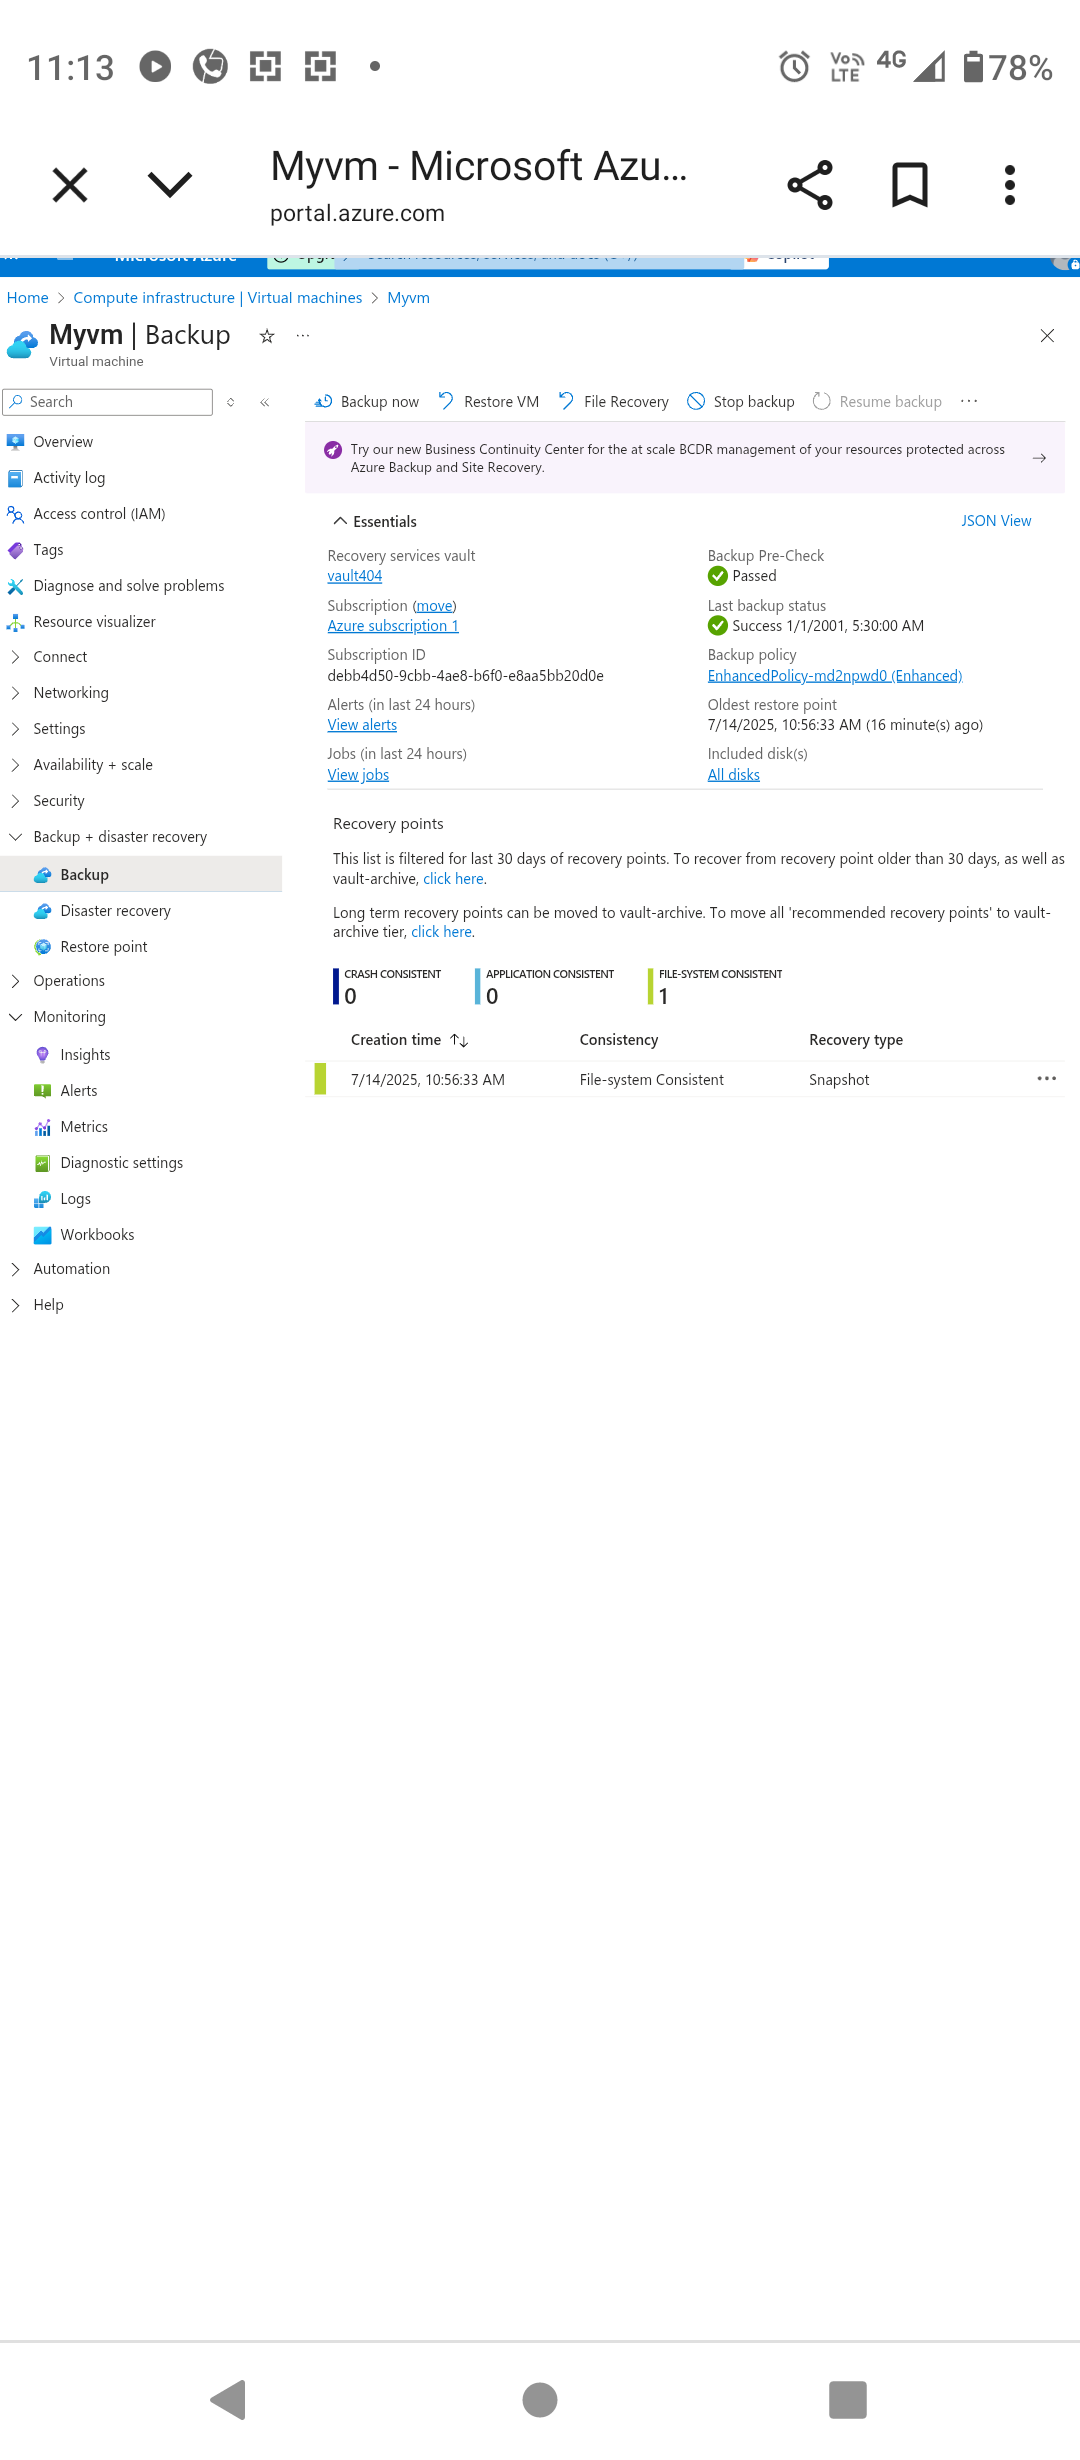 11:13
Vo LTE 4G 78%
Myvm - Microsoft Azu...
portal.azure.com
Microsoft Azure
Home > Compute infrastructure | Virtual machines > Myvm
Myvm | Backup ...
Virtual machine
Search
Backup now Restore VM File Recovery Stop backup Resume backup ...
Overview
Activity log
Access control (IAM)
Tags
Diagnose and solve problems
Resource visualizer
Connect
Networking
Settings
Availability + scale
Security
Backup + disaster recovery
Backup
Disaster recovery
Restore point
Operations
Monitoring
Insights
Alerts
Metrics
Diagnostic settings
Logs
Workbooks
Automation
Help
Try our new Business Continuity Center for the at scale BCDR management of your resources protected across
Azure Backup and Site Recovery.
Essentials JSON View
Recovery services vault
vault404
Subscription (move)
Azure subscription 1
Subscription ID
debb4d50-9cbb-4ae8-b6f0-e8aa5bb20d0e
Alerts (in last 24 hours)
View alerts
Jobs (in last 24 hours)
View jobs
Backup Pre-Check
Passed
Last backup status
Success 1/1/2001, 5:30:00 AM
Backup policy
EnhancedPolicy-md2npwd0 (Enhanced)
Oldest restore point
7/14/2025, 10:56:33 AM (16 minute(s) ago)
Included disk(s)
All disks
Recovery points
This list is filtered for last 30 days of recovery points. To recover from recovery point older than 30 days, as well as
vault-archive, click here.
Long term recovery points can be moved to vault-archive. To move all 'recommended recovery points' to vault-
archive tier, click here.
CRASH CONSISTENT APPLICATION CONSISTENT FILE-SYSTEM CONSISTENT
0 0 1
Creation time Consistency Recovery type
7/14/2025, 10:56:33 AM File-system Consistent Snapshot